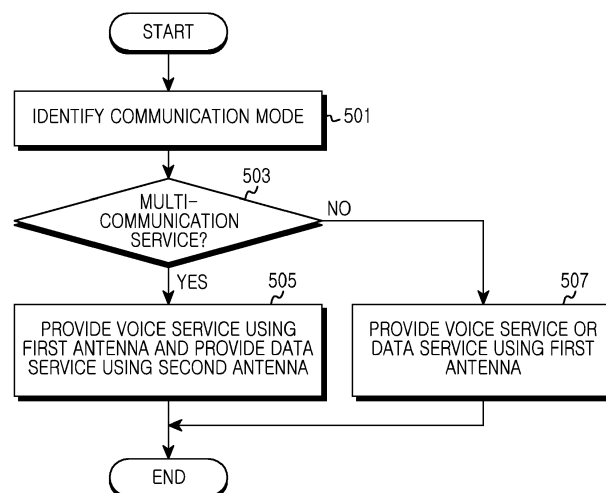 START
IDENTIFY COMMUNICATION MODE
501
503
MULTI-
COMMUNICATION
SERVICE?
NO
YES
505
PROVIDE VOICE SERVICE USING
FIRST ANTENNA AND PROVIDE DATA
SERVICE USING SECOND ANTENNA
507
PROVIDE VOICE SERVICE OR
DATA SERVICE USING FIRST
ANTENNA
END